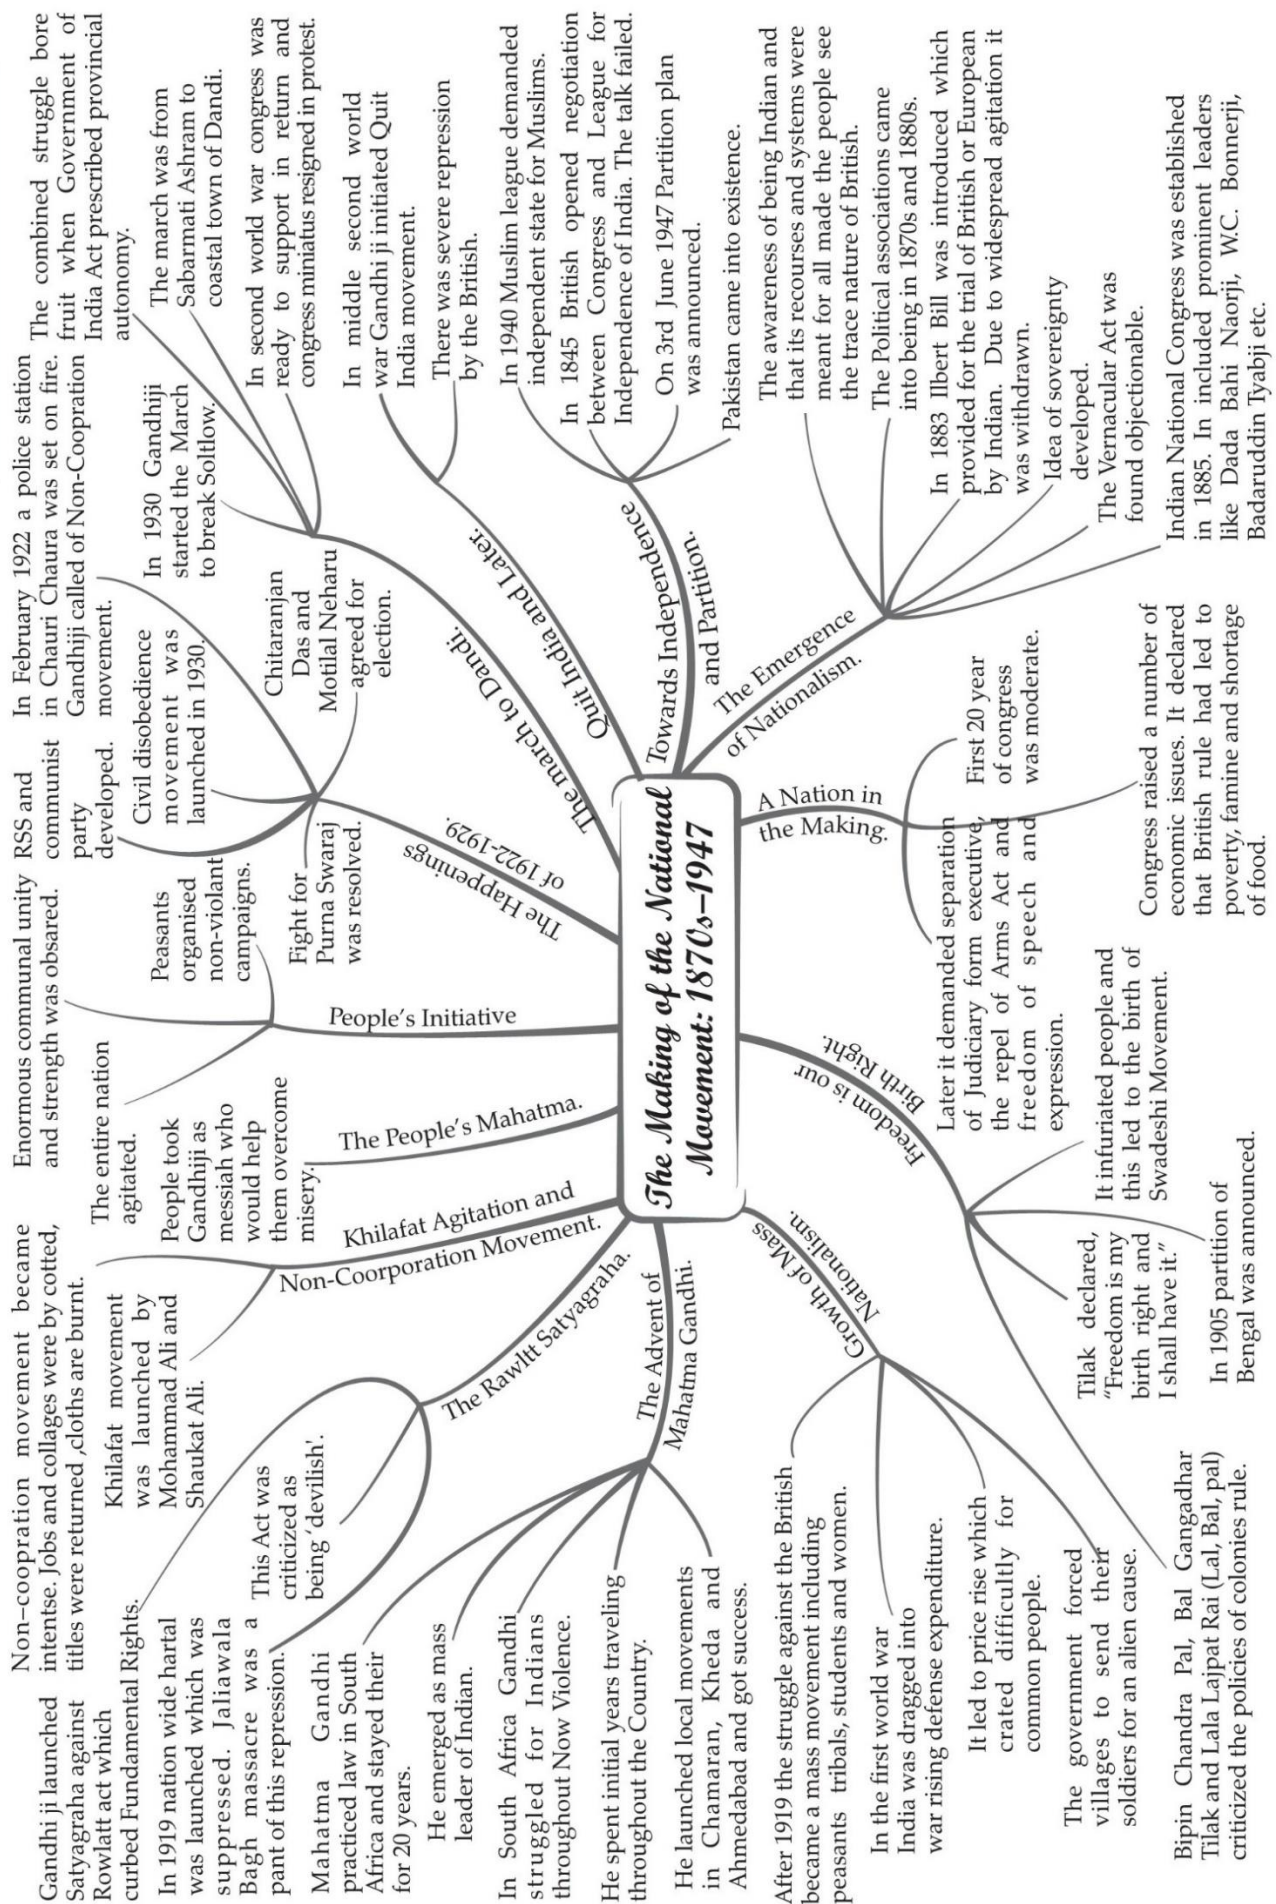 The Making of the National
Movement: 1870s–1947
Gandhi ji launched
Satyagraha against
Rowlatt act which
curbed Fundamental Rights.
In 1919 nation wide hartal
was launched which was
suppressed. Jaliawala
Bagh massacre was a
pant of this repression.
This Act was
criticized as
being ‘devilish'.
The Rawltt Satyagraha.
Non–coopration movement became
intentse. Jobs and collages were by cotted,
titles were returned ,cloths are burnt.
Khilafat movement
was launched by
Mohammad Ali and
Shaukat Ali.
Khilafat Agitation and
Non-Coorporation Movement.
People took
Gandhiji as
messiah who
would help
them overcome
misery.
The People’s Mahatma.
Enormous communal unity
and strength was obsared.
The entire nation
agitated.
Peasants
organised
non-violant
campaigns.
People’s Initiative
RSS and
communist
party
developed.
In February 1922 a police station
in Chauri Chaura was set on fire.
Gandhiji called of Non-Coopration
movement.
Civil disobedience
movement was
launched in 1930.
Chitaranjan
Das and
Motilal Neharu
agreed for
election.
Fight for
Purna Swaraj
was resolved.
The Happenings
of 1922-1929.
The combined struggle bore
fruit when Government of
India Act prescribed provincial
autonomy.
The march was from
Sabarmati Ashram to
coastal town of Dandi.
In 1930 Gandhiji
started the March
to break Soltlow.
In second world war congress was
ready to support in return and
congress miniatus resigned in protest.
The march to Dandi.
In middle second world
war Gandhi ji initiated Quit
India movement.
There was severe repression
by the British.
Quit India and Later.
In 1940 Muslim league demanded
independent state for Muslims.
In 1845 British opened negotiation
between Congress and League for
Independence of India. The talk failed.
On 3rd June 1947 Partition plan
was announced.
Pakistan came into existence.
Towards Independence
and Partition.
The awareness of being Indian and
that its recourses and systems were
meant for all made the people see
the trace nature of British.
The Political associations came
into being in 1870s and 1880s.
In 1883 Ilbert Bill was introduced which
provided for the trial of British or European
by Indian. Due to widespread agitation it
was withdrawn.
Idea of sovereignty
developed.
The Vernacular Act was
found objectionable.
Indian National Congress was established
in 1885. In included prominent leaders
like Dada Bahi Naorji, W.C. Bonnerji,
Badaruddin Tyabji etc.
The Emergence
of Nationalism.
A Nation in
the Making.
First 20 year
of congress
was moderate.
Congress raised a number of
economic issues. It declared
that British rule had led to
poverty, famine and shortage
of food.
Later it demanded separation
of Judiciary form executive,
the repel of Arms Act and
freedom of speech and
expression.
Freedom is our
Birth Right.
It infuriated people and
this led to the birth of
Swadeshi Movement.
In 1905 partition of
Bengal was announced.
Tilak declared,
“Freedom is my
birth right and
I shall have it.”
Bipin Chandra Pal, Bal Gangadhar
Tilak and Lala Lajpat Rai (Lal, Bal, pal)
criticized the policies of colonies rule.
Growth of Mass
Nationalism.
After 1919 the struggle against the British
became a mass movement including
peasants tribals, students and women.
In the first world war
India was dragged into
war rising defense expenditure.
It led to price rise which
crated difficultly for
common people.
The government forced
villages to send their
soldiers for an alien cause.
The Advent of
Mahatma Gandhi.
Mahatma Gandhi
practiced law in South
Africa and stayed their
for 20 years.
He emerged as mass
leader of Indian.
In South Africa Gandhi
struggled for Indians
throughout Now Violence.
He spent initial years traveling
throughout the Country.
He launched local movements
in Chamaran, Kheda and
Ahmedabad and got success.